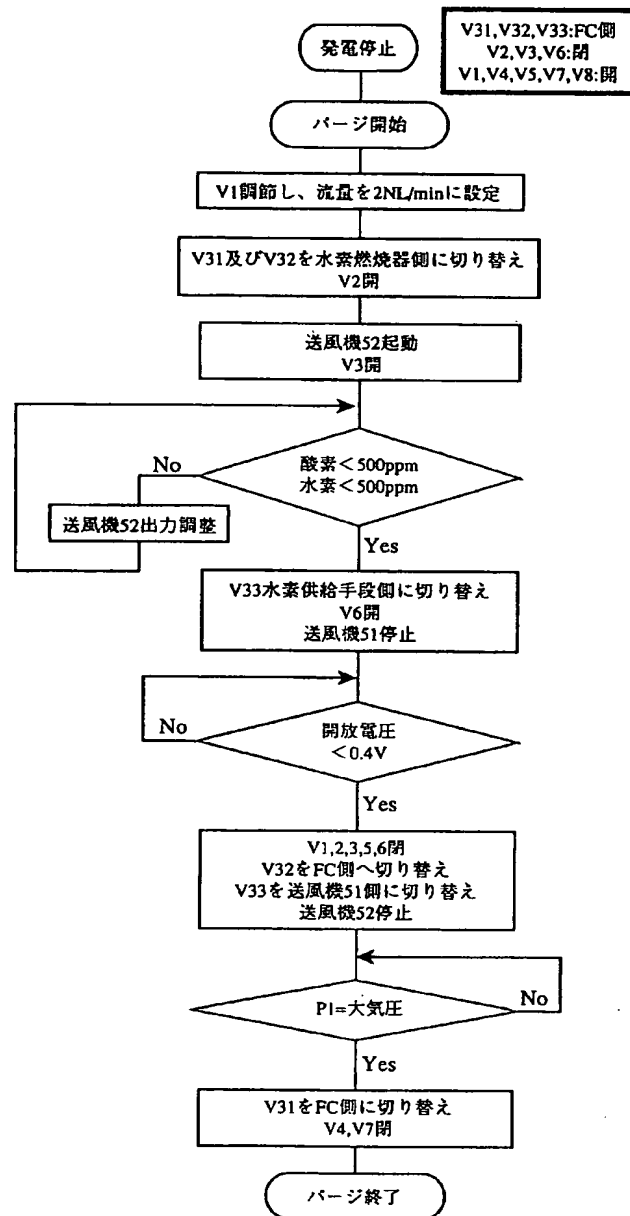 V31,V32,V33:FC側
V2,V3,V6:閉
V1,V4,V5,V7,V8:開
発電停止
パージ開始
V1調節し、流量を2NL/minに設定
V31及びV32を水素燃焼器側に切り替え
V2開
送風機52起動
V3開
酸素<500ppm
水素<500ppm
No
送風機52出力調整
Yes
V33水素供給手段側に切り替え
V6開
送風機51停止
開放電圧
<0.4V
No
Yes
V1,2,3,5,6閉
V32をFC側へ切り替え
V33を送風機51側に切り替え
送風機52停止
P1=大気圧
No
Yes
V31をFC側に切り替え
V4,V7閉
パージ終了